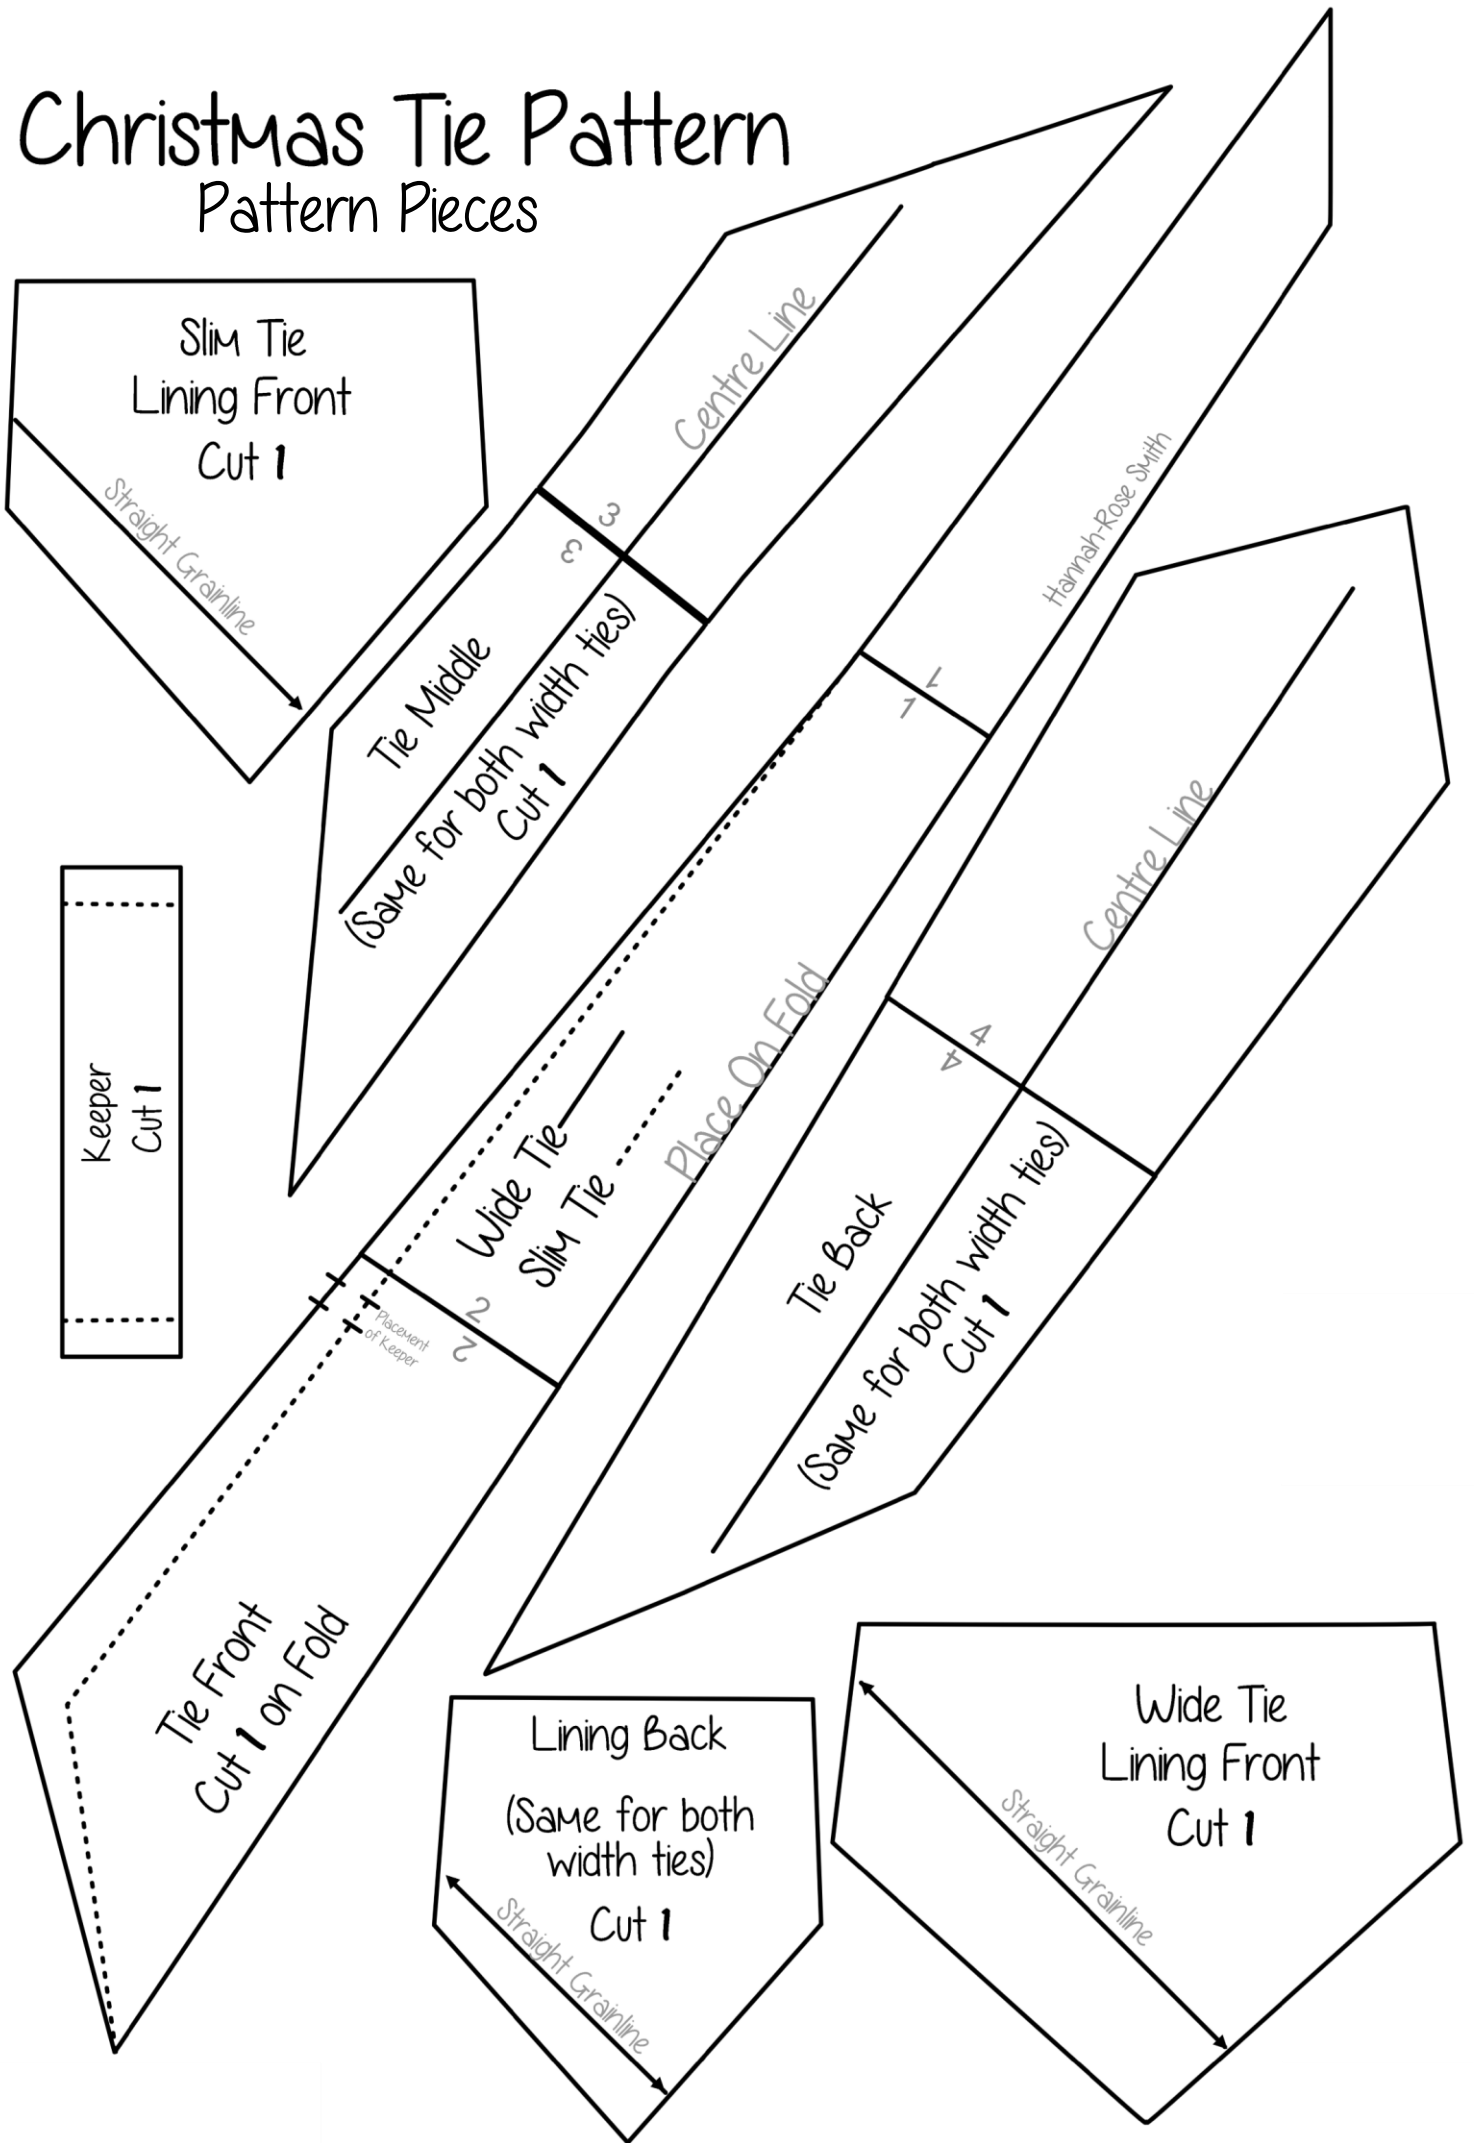 Christmas Tie Pattern
Pattern Pieces
Slim Tie
Lining Front
Cut 1
Straight Grainline
Centre Line
3
3
Tie Middle
(Same for both width ties)
Cut 1
Hannah-Rose Smith
1
1
Keeper
Cut 1
Wide Tie
Slim Tie
Place On Fold
2
2
Placement
of Keeper
Tie Front
Cut 1 on Fold
Centre Line
4
4
Tie Back
(Same for both width ties)
Cut 1
Lining Back
(Same for both
width ties)
Cut 1
Straight Grainline
Wide Tie
Lining Front
Cut 1
Straight Grainline